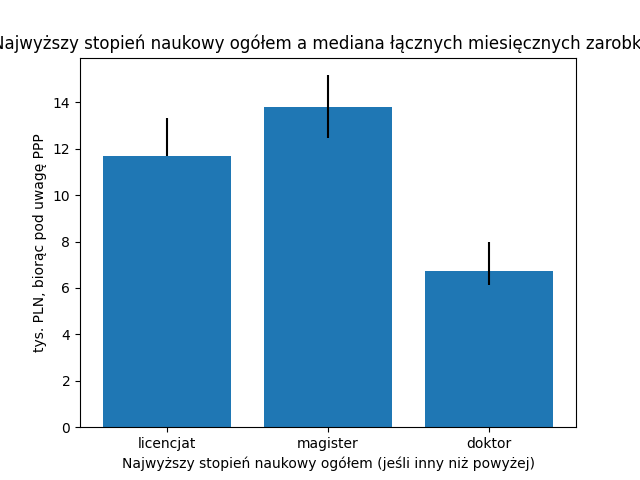 Najwyższy stopień naukowy ogółem a mediana łącznych miesięcznych
14
12
10
8
6
4
2
0
tys. PLN, biorąc pod uwagę PPP
licencjat magister doktor
Najwyższy stopień naukowy ogółem (jeśli inny niż powyżej)